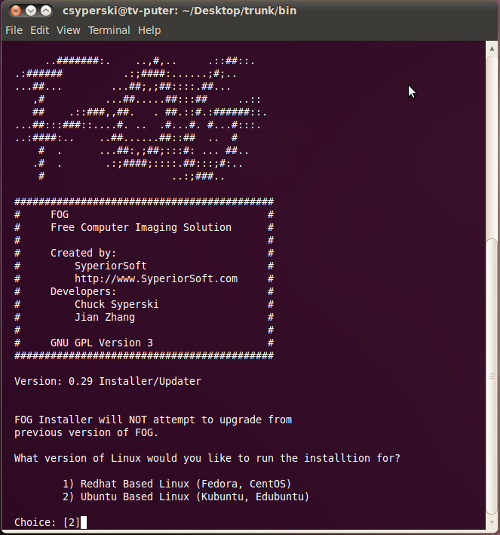 csyperski@tv-puter: ~/Desktop/trunk/bin
File Edit View Terminal Help
     ..#######:.    ..,#,..     .::##::.
.:######          .:;####:......;#;..
...##...        ...##;,;##::::.##...
   ,#          ...##.....##:::##     ..::
   ##    .::###,,##.   . ##.::#.:######::.
...##:::###::....#. ..  .#...#. #...#:::.
..:####:..    ..##......##::##  ..  #
    #  .      ...##:,;##;:::#: ... ##..
   .#  .      .:;####;::::.##:::;#:..
    #                     ..:;###..
###########################################
#     FOG                                 #
#     Free Computer Imaging Solution      #
#                                         #
#     Created by:                         #
#         SyperiorSoft                    #
#         http://www.SyperiorSoft.com     #
#     Developers:                         #
#         Chuck Syperski                  #
#         Jian Zhang                      #
#                                         #
#     GNU GPL Version 3                   #
###########################################
Version: 0.29 Installer/Updater
FOG Installer will NOT attempt to upgrade from
previous version of FOG.
What version of Linux would you like to run the installtion for?
1) Redhat Based Linux (Fedora, CentOS)
2) Ubuntu Based Linux (Kubuntu, Edubuntu)
Choice: [2]